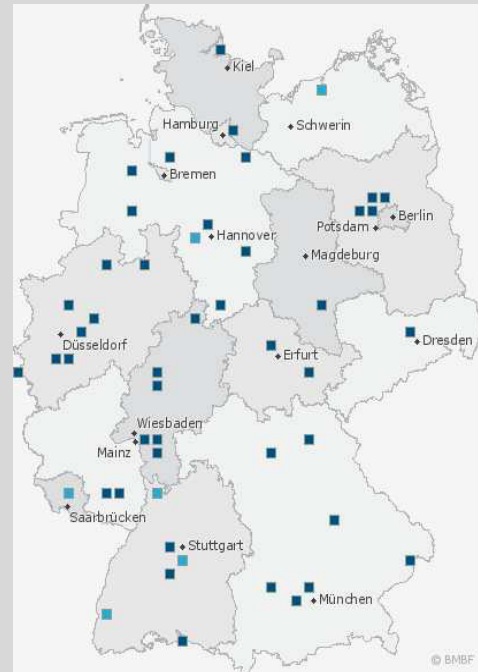 Kiel
Hamburg
Schwerin
Bremen
Berlin
Potsdam
Hannover
Magdeburg
Düsseldorf
Erfurt
Dresden
Wiesbaden
Mainz
Saarbrücken
Stuttgart
München
© BMBF